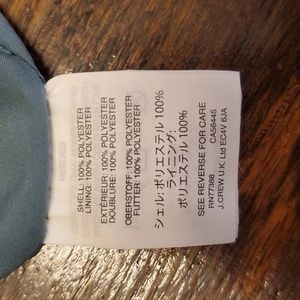 SHELL: 100% POLYESTER
LINING: 100% POLYESTER
EXTÉRIEUR: 100% POLYESTER
DOUBLURE: 100% POLYESTER
OBERSTOFF: 100% POLYESTER
FUTTER: 100% POLYESTER
シェル: ポリエステル 100%
ライニング:
ポリエステル 100%
SEE REVERSE FOR CARE
RN77388 CA56445
J.CREW U.K. Ltd EC4V 6JA